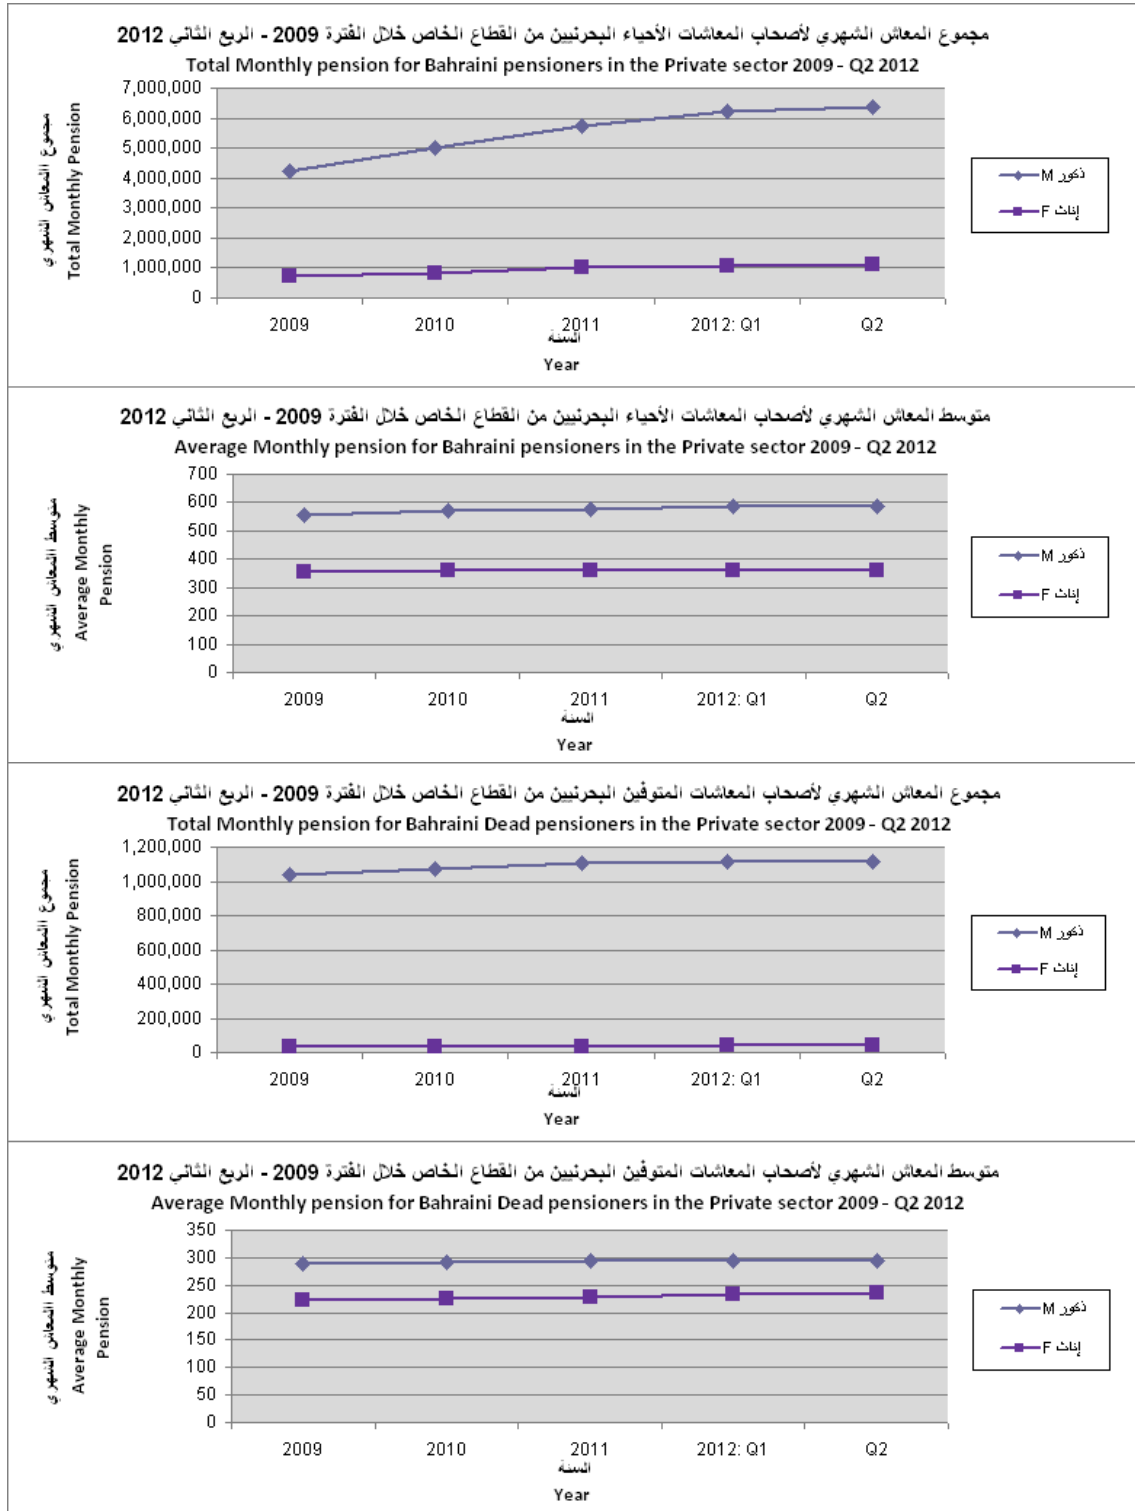 مجموع المعاش الشهري لأصحاب المعاشات الأحياء البحرنيين من القطاع الخاص خلال الفترة 2009 - الربع الثاني 2012
Total Monthly pension for Bahraini pensioners in the Private sector 2009 - Q2 2012
مجموع المعاش الشهري
Total Monthly Pension
7,000,000
6,000,000
5,000,000
4,000,000
3,000,000
2,000,000
1,000,000
0
2009 2010 2011 2012: Q1 Q2
السنة
Year
ذكور M
إناث F
متوسط المعاش الشهري لأصحاب المعاشات الأحياء البحرنيين من القطاع الخاص خلال الفترة 2009 - الربع الثاني 2012
Average Monthly pension for Bahraini pensioners in the Private sector 2009 - Q2 2012
متوسط المعاش الشهري
Average Monthly
Pension
700
600
500
400
300
200
100
0
2009 2010 2011 2012: Q1 Q2
السنة
Year
ذكور M
إناث F
مجموع المعاش الشهري لأصحاب المعاشات المتوفين البحرنيين من القطاع الخاص خلال الفترة 2009 - الربع الثاني 2012
Total Monthly pension for Bahraini Dead pensioners in the Private sector 2009 - Q2 2012
مجموع المعاش الشهري
Total Monthly Pension
1,200,000
1,000,000
800,000
600,000
400,000
200,000
0
2009 2010 2011 2012: Q1 Q2
السنة
Year
ذكور M
إناث F
متوسط المعاش الشهري لأصحاب المعاشات المتوفين البحرنيين من القطاع الخاص خلال الفترة 2009 - الربع الثاني 2012
Average Monthly pension for Bahraini Dead pensioners in the Private sector 2009 - Q2 2012
متوسط المعاش الشهري
Average Monthly
Pension
350
300
250
200
150
100
50
0
2009 2010 2011 2012: Q1 Q2
السنة
Year
ذكور M
إناث F